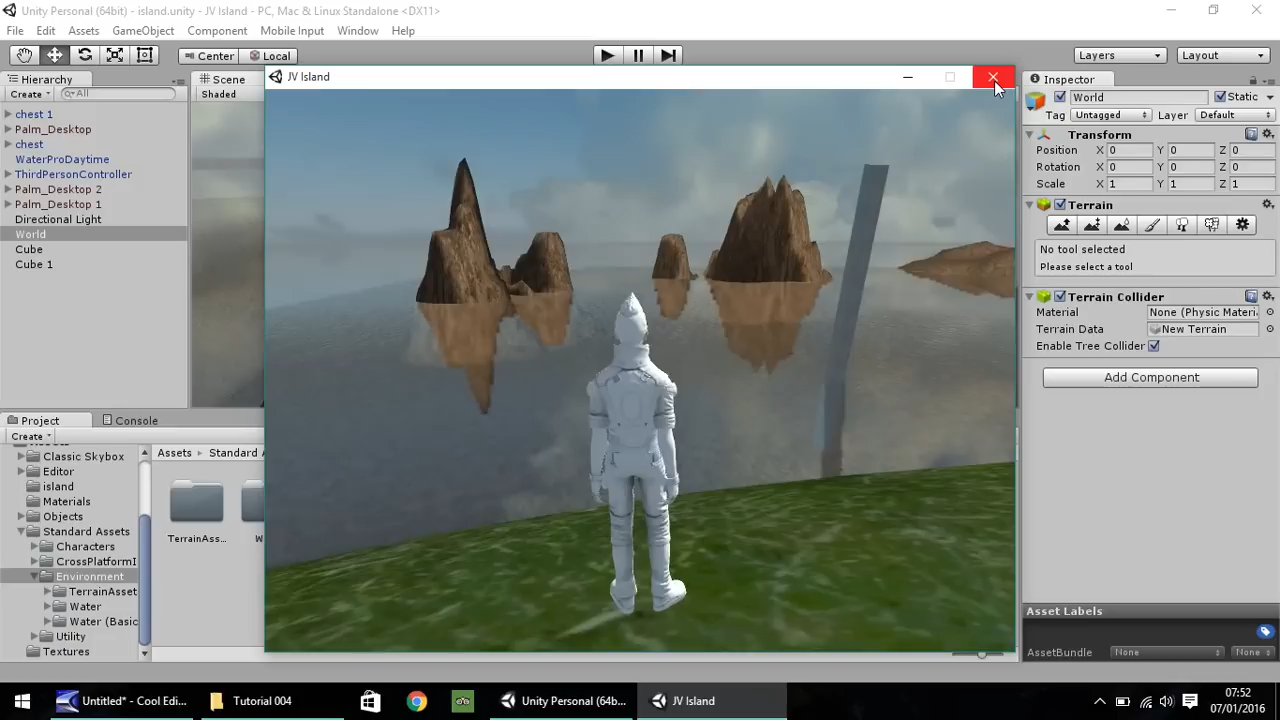 Unity Personal (64bit) - island.unity - JV Island - PC, Mac & Linux Standalone <DX11>
File Edit Assets GameObject Component Mobile Input Window Help
Center Local Layers Layout
Hierarchy
Create All
chest 1
Palm_Desktop
chest
WaterProDaytime
ThirdPersonController
Palm_Desktop 2
Palm_Desktop 1
Directional Light
World
Cube
Cube 1
Scene
Shaded
JV Island
Inspector
World Static
Tag Untagged Layer Default
Transform
Position X 0 Y 0 Z 0
Rotation X 0 Y 0 Z 0
Scale X 1 Y 1 Z 1
Terrain
No tool selected
Please select a tool
Terrain Collider
Material None (Physic Materi
Terrain Data New Terrain
Enable Tree Collider
Add Component
Project Console
Create
Classic Skybox
Editor
island
Materials
Objects
Standard Assets
Characters
CrossPlatformI
Environment
TerrainAsset
Water
Water (Basic
Utility
Textures
Assets Standard A
TerrainAss... W
Asset Labels
AssetBundle None None
Untitled* - Cool Edi... Tutorial 004 Unity Personal (64b... JV Island
07:52
07/01/2016